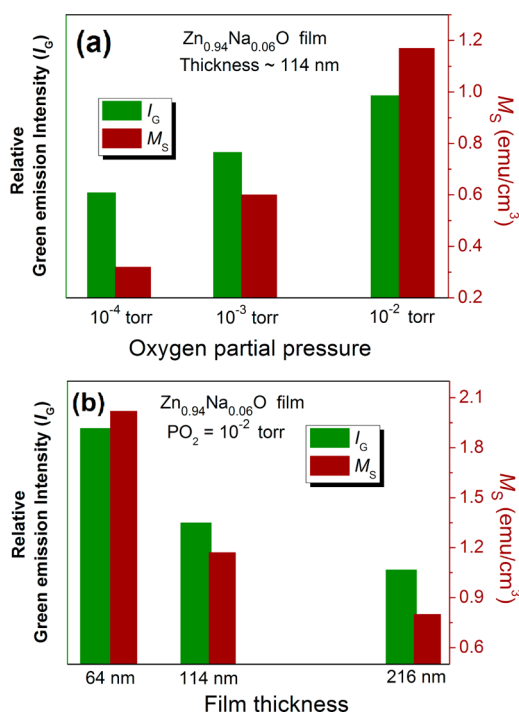 (a)
Zn0.94Na0.06O film
Thickness ~ 114 nm
IG
MS
Relative
Green emission Intensity (IG)
1.2
1.0
0.8
0.6
0.4
0.2
MS (emu/cm3)
10-4 torr 10-3 torr 10-2 torr
Oxygen partial pressure
(b)
Zn0.94Na0.06O film
PO2 = 10-2 torr
IG
MS
Relative
Green emission Intensity (IG)
2.1
1.8
1.5
1.2
0.9
0.6
MS (emu/cm3)
64 nm 114 nm 216 nm
Film thickness